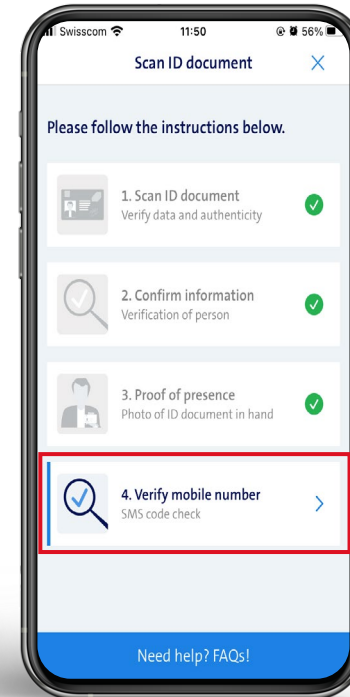 Swisscom 11:50 56%
Scan ID document
Please follow the instructions below.
1. Scan ID document
Verify data and authenticity
2. Confirm information
Verification of person
3. Proof of presence
Photo of ID document in hand
4. Verify mobile number
SMS code check
Need help? FAQs!